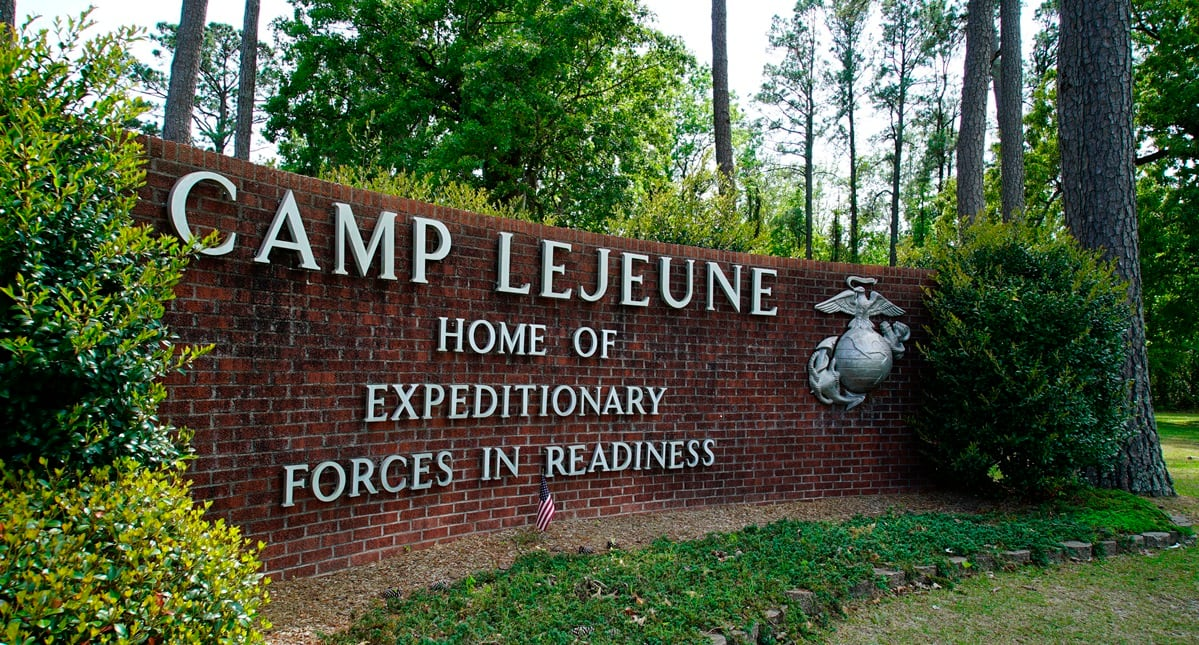 CAMP LEJEUNE
HOME OF
EXPEDITIONARY
FORCES IN READINESS